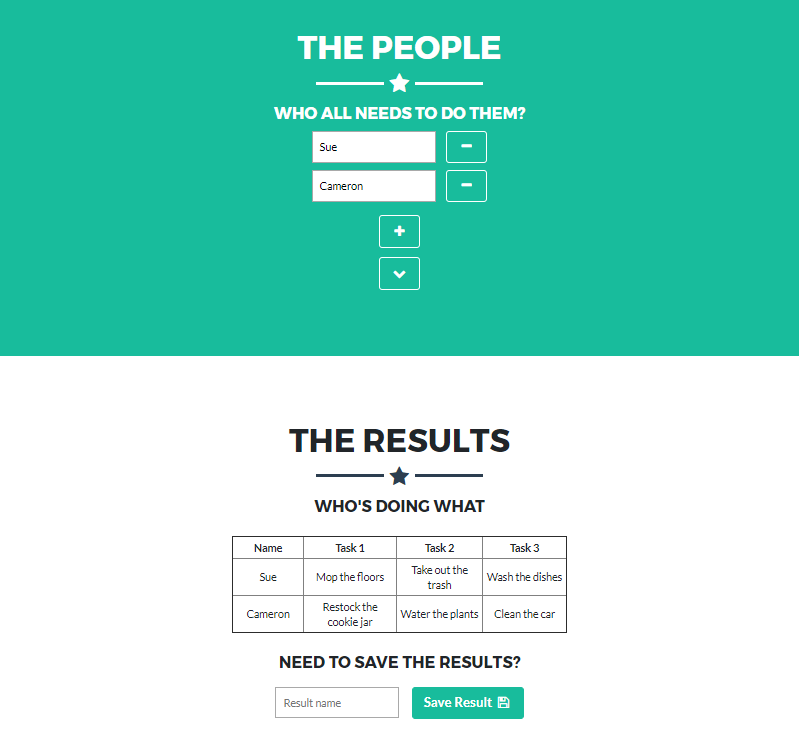 THE PEOPLE
WHO ALL NEEDS TO DO THEM?
Sue
Cameron
THE RESULTS
WHO'S DOING WHAT
Name Task 1 Task 2 Task 3
Sue Mop the floors Take out the trash Wash the dishes
Cameron Restock the cookie jar Water the plants Clean the car
NEED TO SAVE THE RESULTS?
Result name Save Result